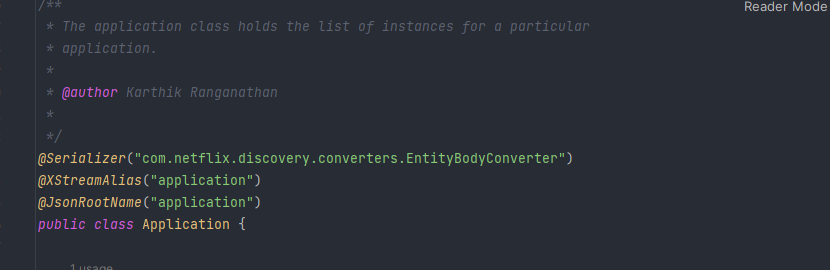 /**
Reader Mode
* The application class holds the list of instances for a particular
* application.
*
* @author Karthik Ranganathan
*
*/
@Serializer("com.netflix.discovery.converters.EntityBodyConverter")
@XStreamAlias("application")
@JsonRootName("application")
public class Application {
1 usage